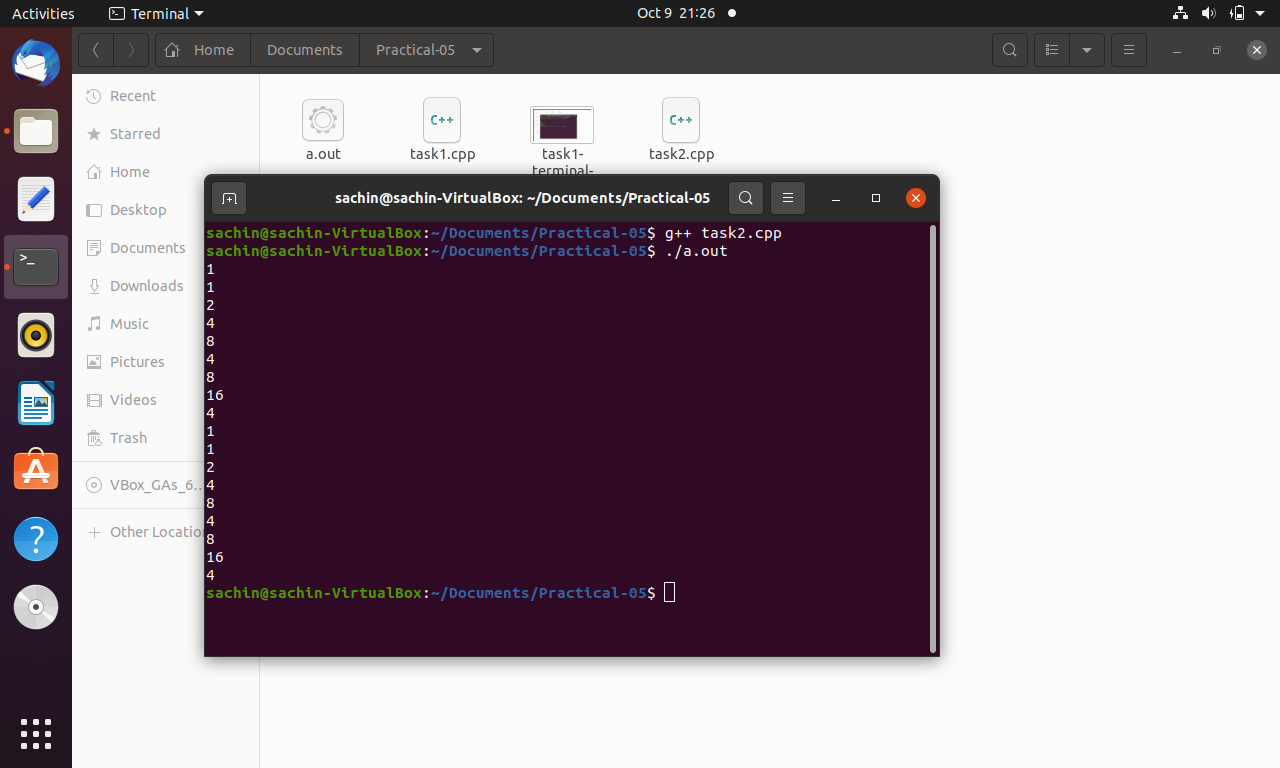 Activities Terminal Oct 9 21:26
Home Documents Practical-05
Recent
Starred
Home
Desktop
Documents
Downloads
Music
Pictures
Videos
Trash
VBox_GAs_6...
Other Locatio
a.out
C++
task1.cpp
task1-
terminal-
C++
task2.cpp
sachin@sachin-VirtualBox: ~/Documents/Practical-05
sachin@sachin-VirtualBox:~/Documents/Practical-05$ g++ task2.cpp
sachin@sachin-VirtualBox:~/Documents/Practical-05$ ./a.out
1
1
2
4
8
4
8
16
4
1
1
2
4
8
4
8
16
4
sachin@sachin-VirtualBox:~/Documents/Practical-05$